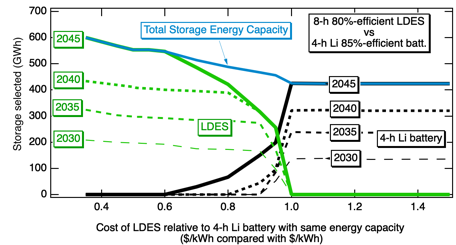 700
600
500
400
300
200
100
0
Storage selected (GWh)
2045
2040
2035
2030
Total Storage Energy Capacity
8-h 80%-efficient LDES
vs
4-h Li 85%-efficient batt.
LDES
2045
2040
2035
4-h Li battery
2030
0.4 0.6 0.8 1.0 1.2 1.4
Cost of LDES relative to 4-h Li battery with same energy capacity
($/kWh compared with $/kWh)